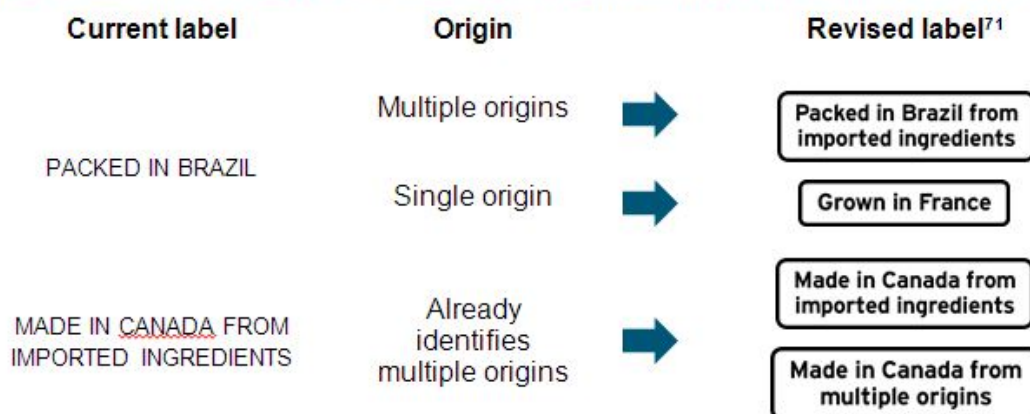 Current label
Origin
Revised label⁷¹
PACKED IN BRAZIL
Multiple origins
Packed in Brazil from
imported ingredients
Single origin
Grown in France
MADE IN CANADA FROM
IMPORTED INGREDIENTS
Already
identifies
multiple origins
Made in Canada from
imported ingredients
Made in Canada from
multiple origins